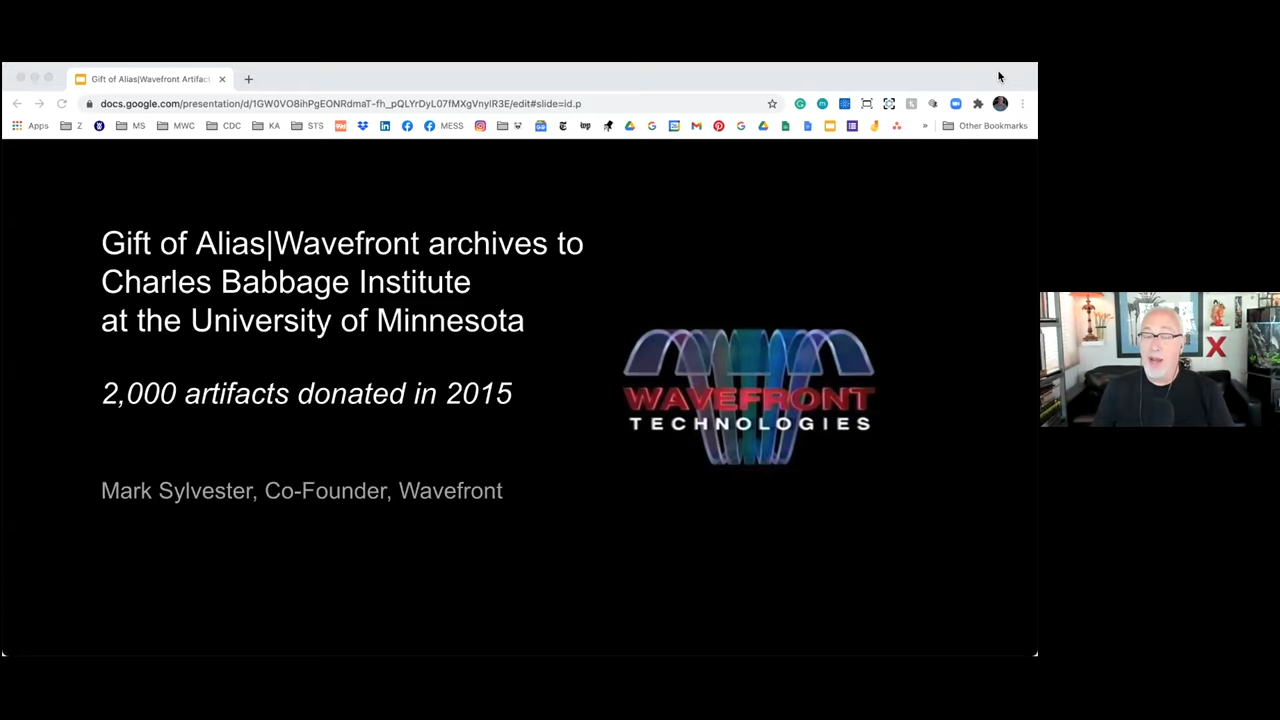 Gift of Alias|Wavefront Artifac
docs.google.com/presentation/d/1GW0VO8ihPgEONRdmaT-fh_pQLYrDyL07fMXgVnylR3E/edit#slide=id.p
Apps Z MS MWC CDC KA STS MESS » Other Bookmarks
Gift of Alias|Wavefront archives to
Charles Babbage Institute
at the University of Minnesota
2,000 artifacts donated in 2015
WAVEFRONT
TECHNOLOGIES
Mark Sylvester, Co-Founder, Wavefront
X